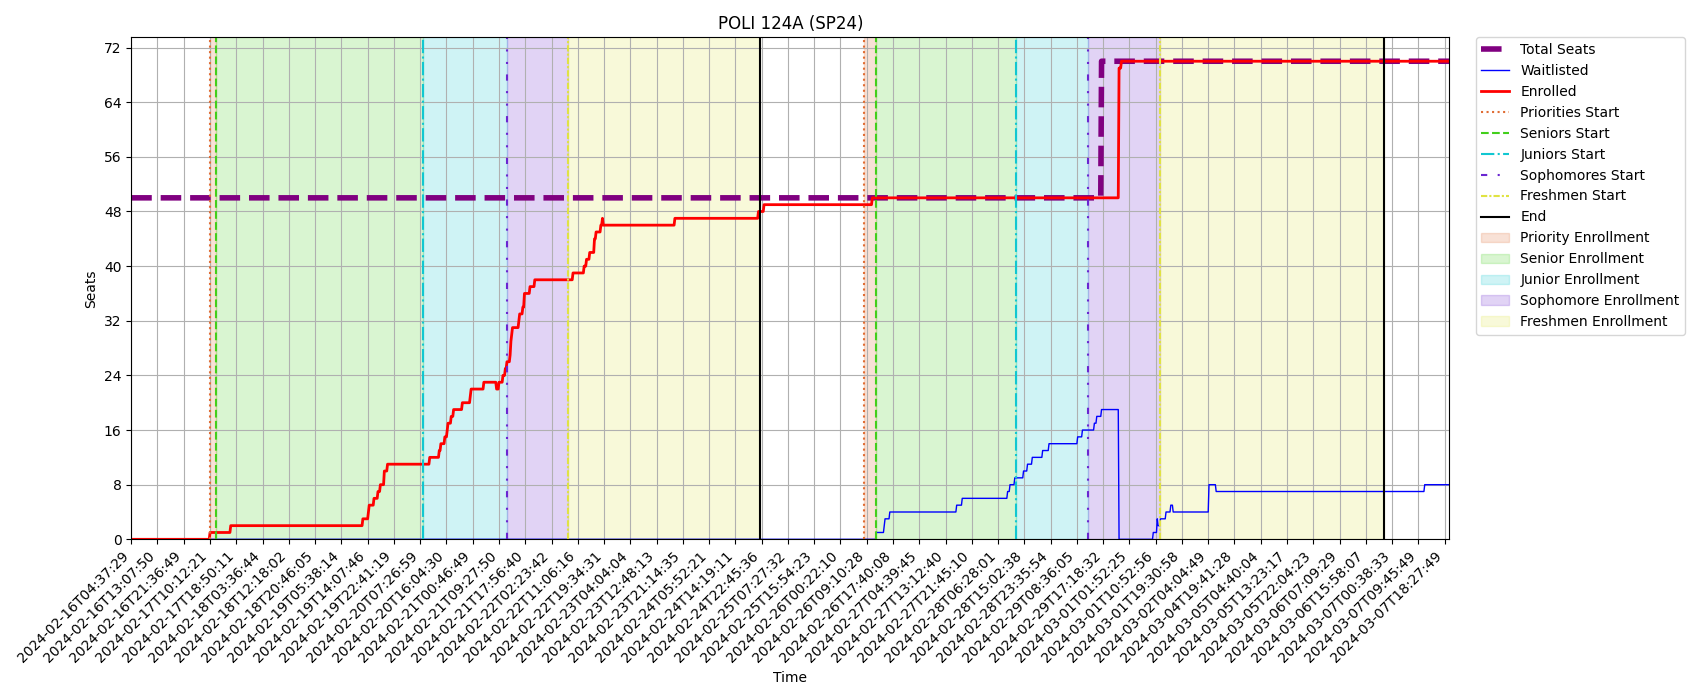 POLI 124A (SP24)
Seats
72
64
56
48
40
32
24
16
8
0
2024-02-16T04:37:29
2024-02-16T13:07:50
2024-02-16T21:36:49
2024-02-17T10:12:21
2024-02-17T18:50:11
2024-02-18T03:36:44
2024-02-18T12:18:02
2024-02-18T20:46:05
2024-02-19T05:38:14
2024-02-19T14:07:46
2024-02-19T22:41:19
2024-02-20T07:26:59
2024-02-20T16:04:30
2024-02-21T00:46:49
2024-02-21T09:27:50
2024-02-21T17:56:40
2024-02-22T02:23:42
2024-02-22T11:06:16
2024-02-22T19:34:31
2024-02-23T04:04:04
2024-02-23T12:48:13
2024-02-23T21:14:35
2024-02-24T05:52:21
2024-02-24T14:19:11
2024-02-24T22:45:36
2024-02-25T07:27:32
2024-02-25T15:54:23
2024-02-26T00:22:10
2024-02-26T09:10:28
2024-02-26T17:40:08
2024-02-27T04:39:45
2024-02-27T13:12:40
2024-02-27T21:45:10
2024-02-28T06:28:01
2024-02-28T15:02:38
2024-02-28T23:35:54
2024-02-29T08:36:05
2024-02-29T17:18:32
2024-03-01T01:52:25
2024-03-01T10:52:56
2024-03-01T19:30:58
2024-03-02T04:04:49
2024-03-04T19:41:28
2024-03-05T04:40:04
2024-03-05T13:23:17
2024-03-05T22:04:23
2024-03-06T07:09:29
2024-03-06T15:58:07
2024-03-07T00:38:33
2024-03-07T09:45:49
2024-03-07T18:27:49
Time
Total Seats
Waitlisted
Enrolled
Priorities Start
Seniors Start
Juniors Start
Sophomores Start
Freshmen Start
End
Priority Enrollment
Senior Enrollment
Junior Enrollment
Sophomore Enrollment
Freshmen Enrollment